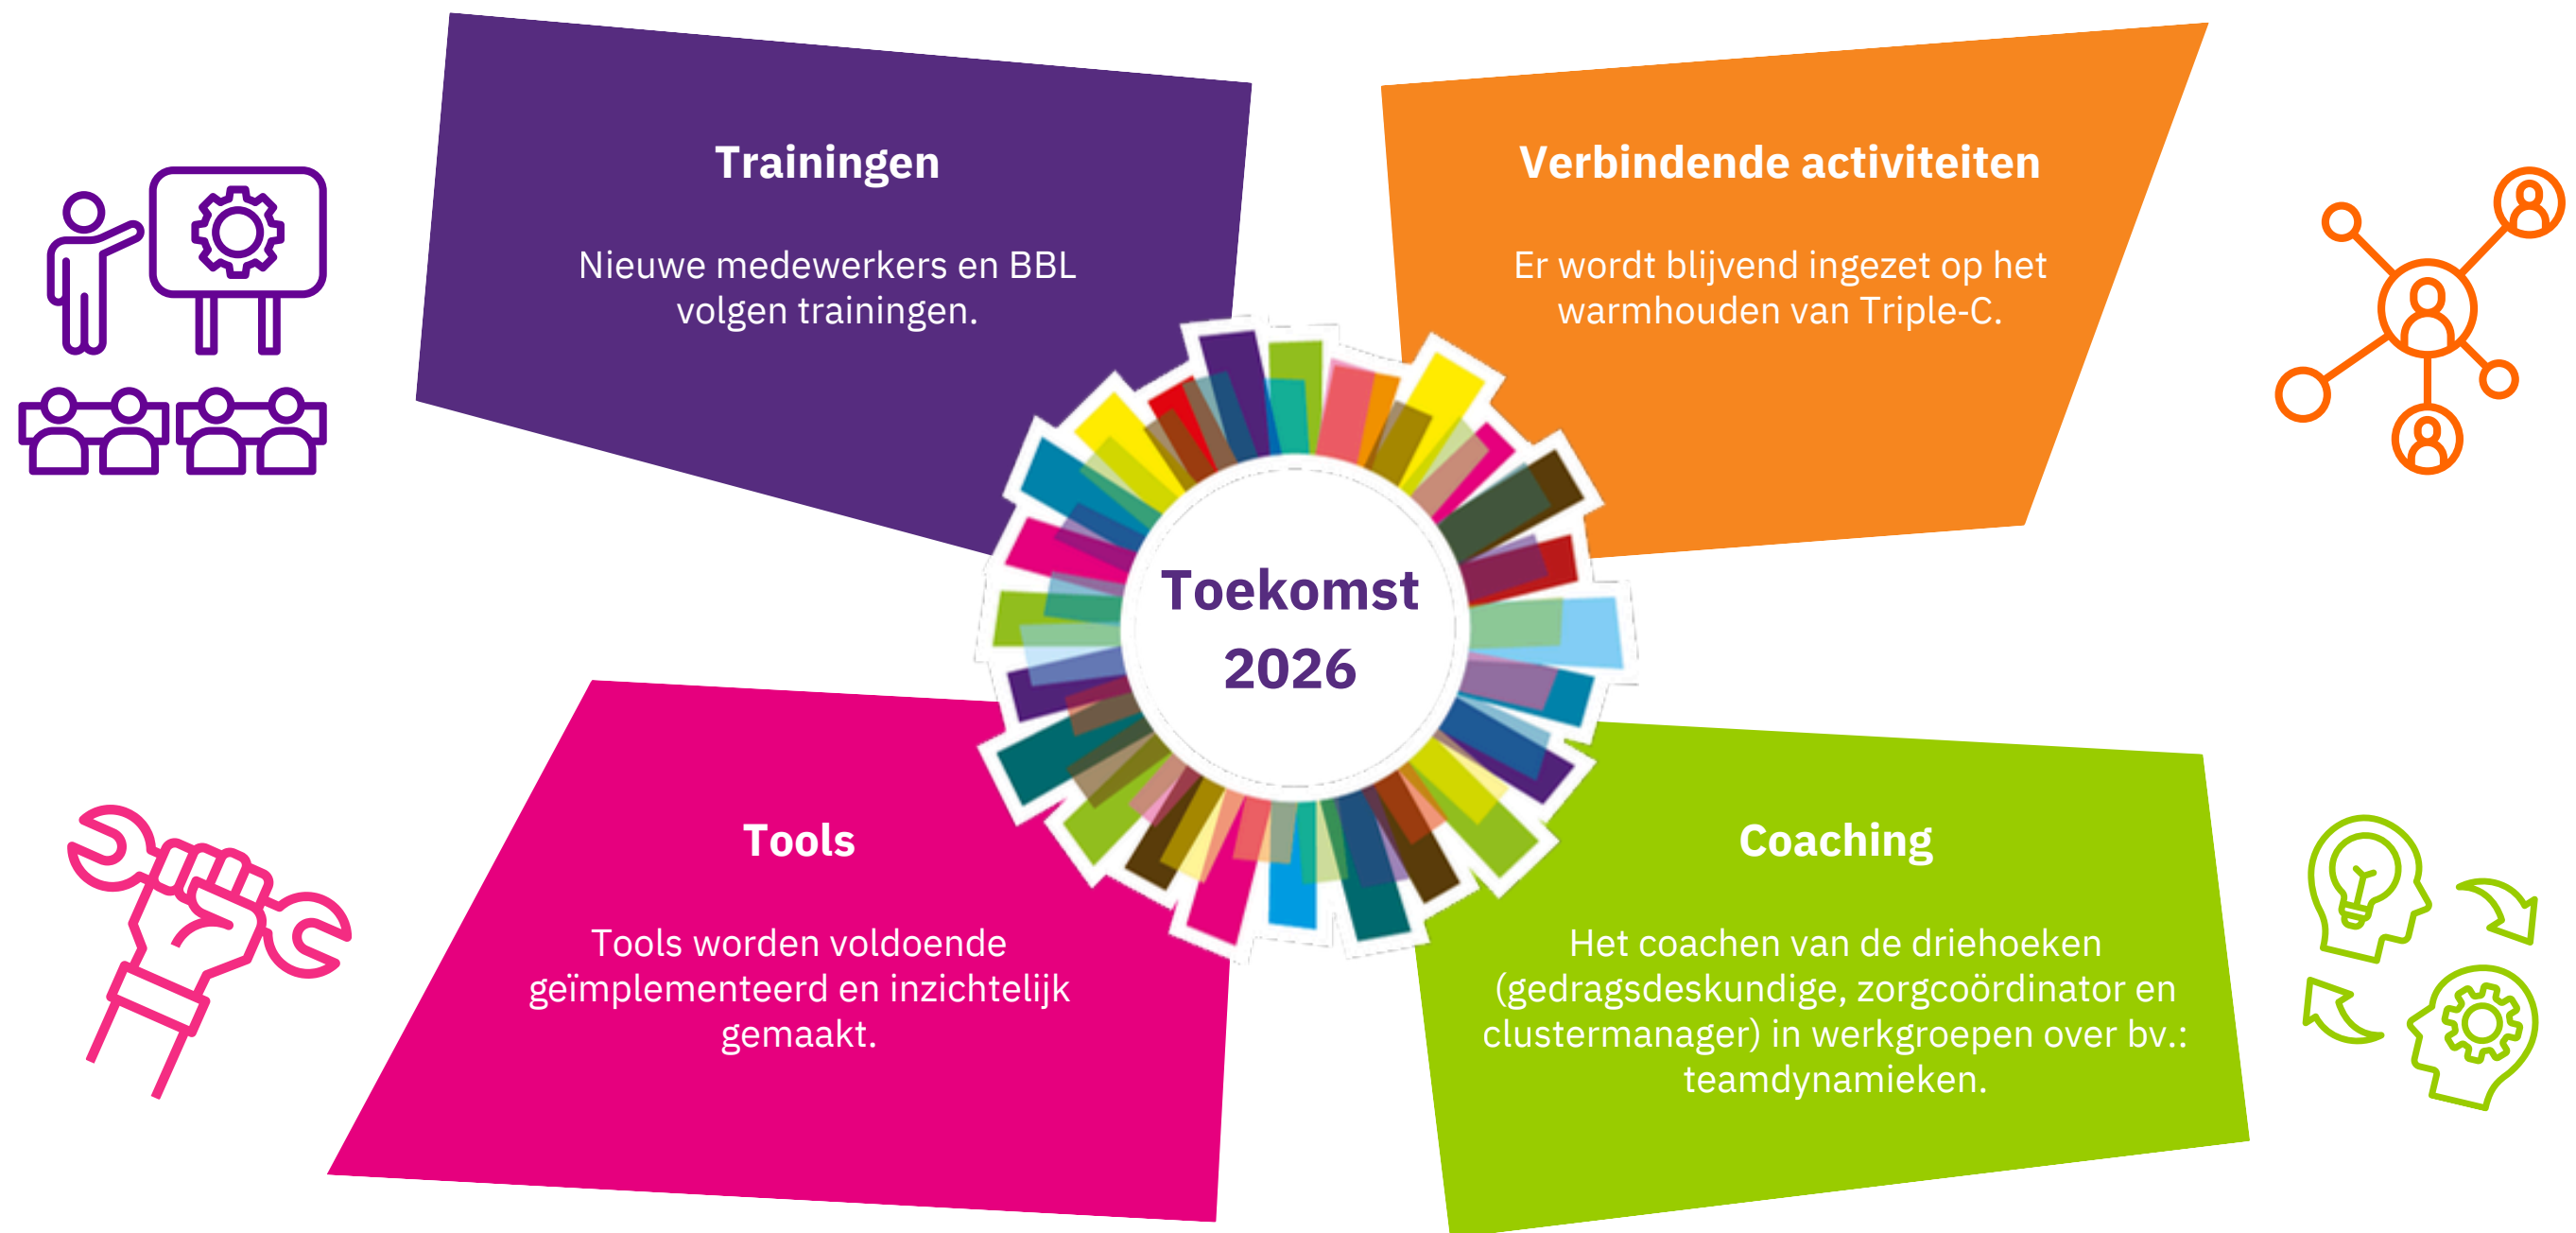 Trainingen
Nieuwe medewerkers en BBL
volgen trainingen.
Verbindende activiteiten
Er wordt blijvend ingezet op het
warmhouden van Triple-C.
Toekomst
2026
Tools
Tools worden voldoende
geïmplementeerd en inzichtelijk
gemaakt.
Coaching
Het coachen van de driehoeken
(gedragsdeskundige, zorgcoördinator en
clustermanager) in werkgroepen over bv.:
teamdynamieken.